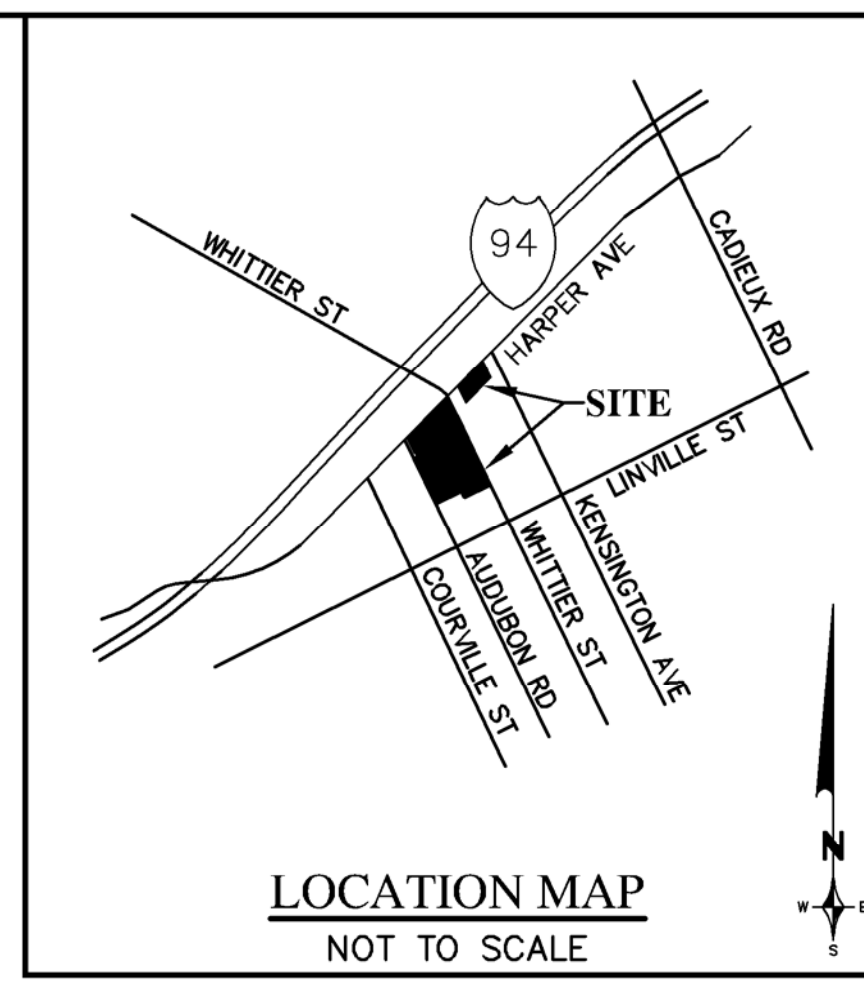 WHITTIER ST
94
HARPER AVE
CADIEUX RD
SITE
LINVILLE ST
KENSINGTON AVE
WHITTIER ST
AUDUBON RD
COURVILLE ST
LOCATION MAP
NOT TO SCALE
N
W E
S